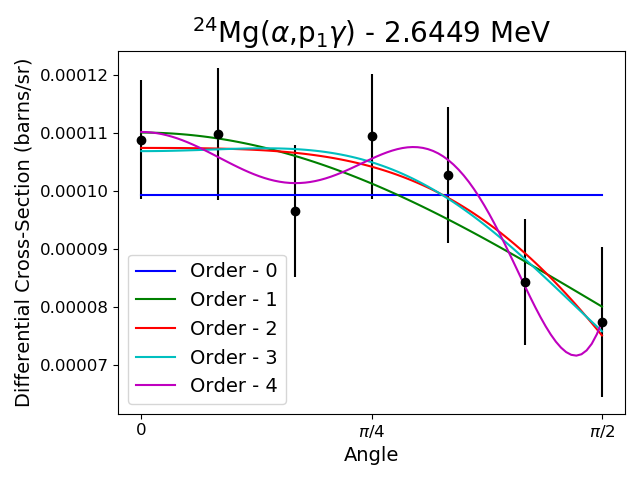 ²⁴Mg(α,p₁γ) - 2.6449 MeV
Differential Cross-Section (barns/sr)
0.00012
0.00011
0.00010
0.00009
0.00008
0.00007
Order - 0
Order - 1
Order - 2
Order - 3
Order - 4
0 π/4 π/2
Angle